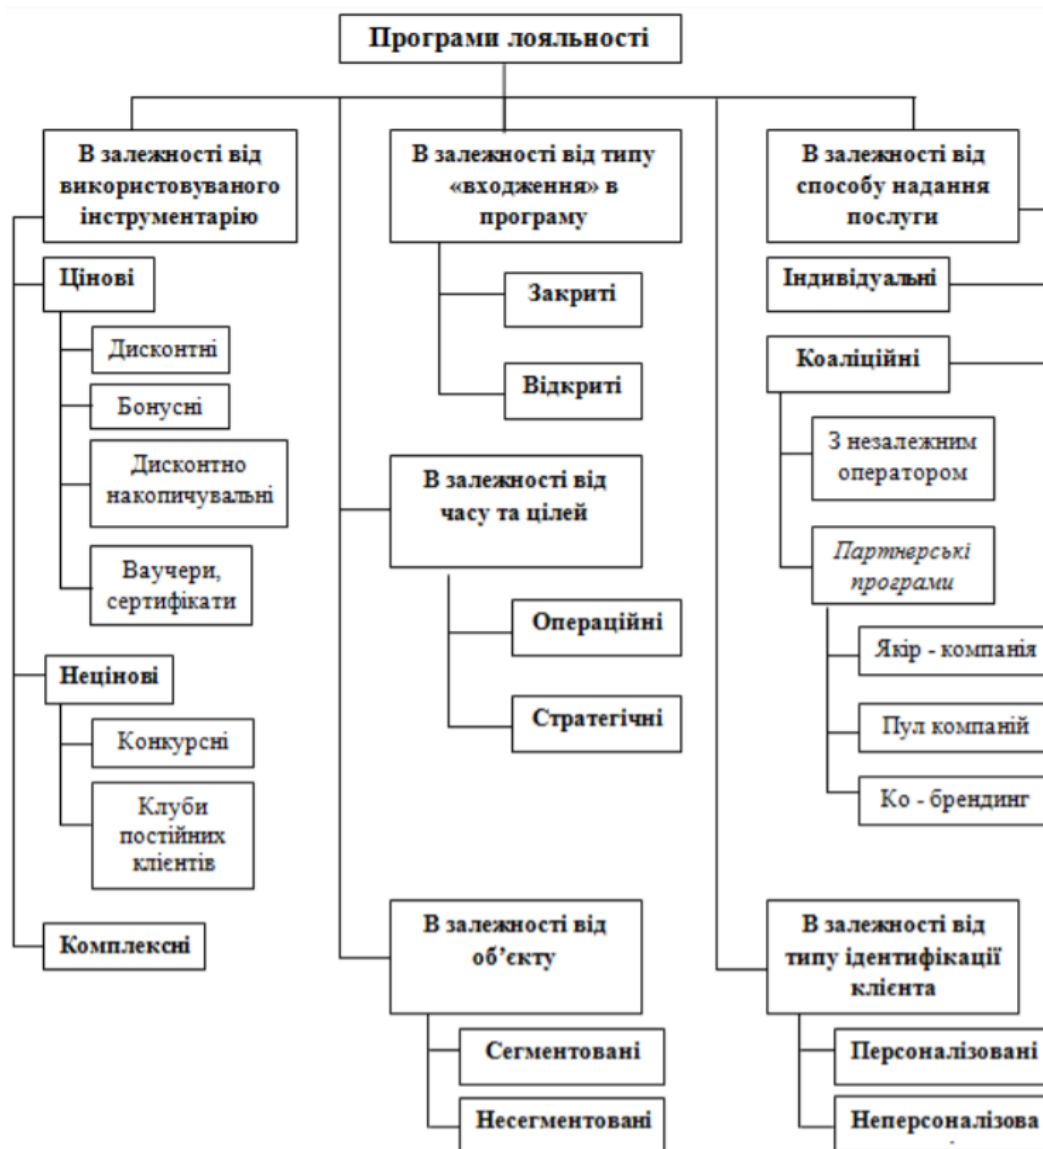 Програми лояльності
В залежності від
використовуваного
інструментарію
Цінові
Дисконтні
Бонусні
Дисконтно
накопичувальні
Ваучери,
сертифікати
Нецінові
Конкурсні
Клуби
постійних
клієнтів
Комплексні
В залежності від типу
«входження» в
програму
Закриті
Відкриті
В залежності від
часу та цілей
Операційні
Стратегічні
В залежності від
об’єкту
Сегментовані
Несегментовані
В залежності від
способу надання
послуги
Індивідуальні
Коаліційні
З незалежним
оператором
Партнерські
програми
Якір - компанія
Пул компаній
Ко - брендинг
В залежності від
типу ідентифікації
клієнта
Персоналізовані
Неперсоналізова